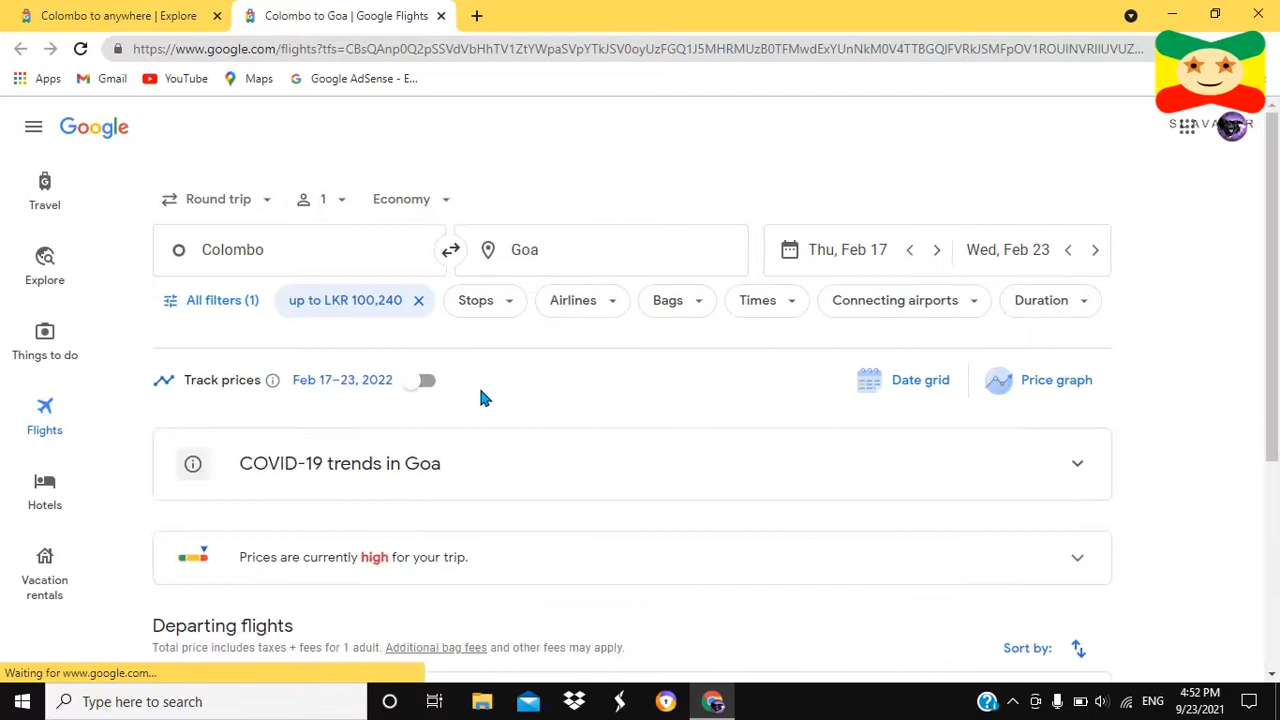 Colombo to anywhere | Explore
Colombo to Goa | Google Flights
https://www.google.com/flights?tfs=
Apps
Gmail
YouTube
Maps
Google AdSense - E...
Google
Travel
Explore
Things to do
Flights
Hotels
Vacation
rentals
Round trip
1
Economy
Colombo
Goa
Thu, Feb 17
Wed, Feb 23
All filters (1)
up to LKR 100,240
Stops
Airlines
Bags
Times
Connecting airports
Duration
Track prices
Feb 17–23, 2022
Date grid
Price graph
COVID-19 trends in Goa
Prices are currently high for your trip.
Departing flights
Total price includes taxes + fees for 1 adult. Additional bag fees and other fees may apply.
Sort by:
Waiting for www.google.com...
Type here to search
ENG
4:52 PM
9/23/2021